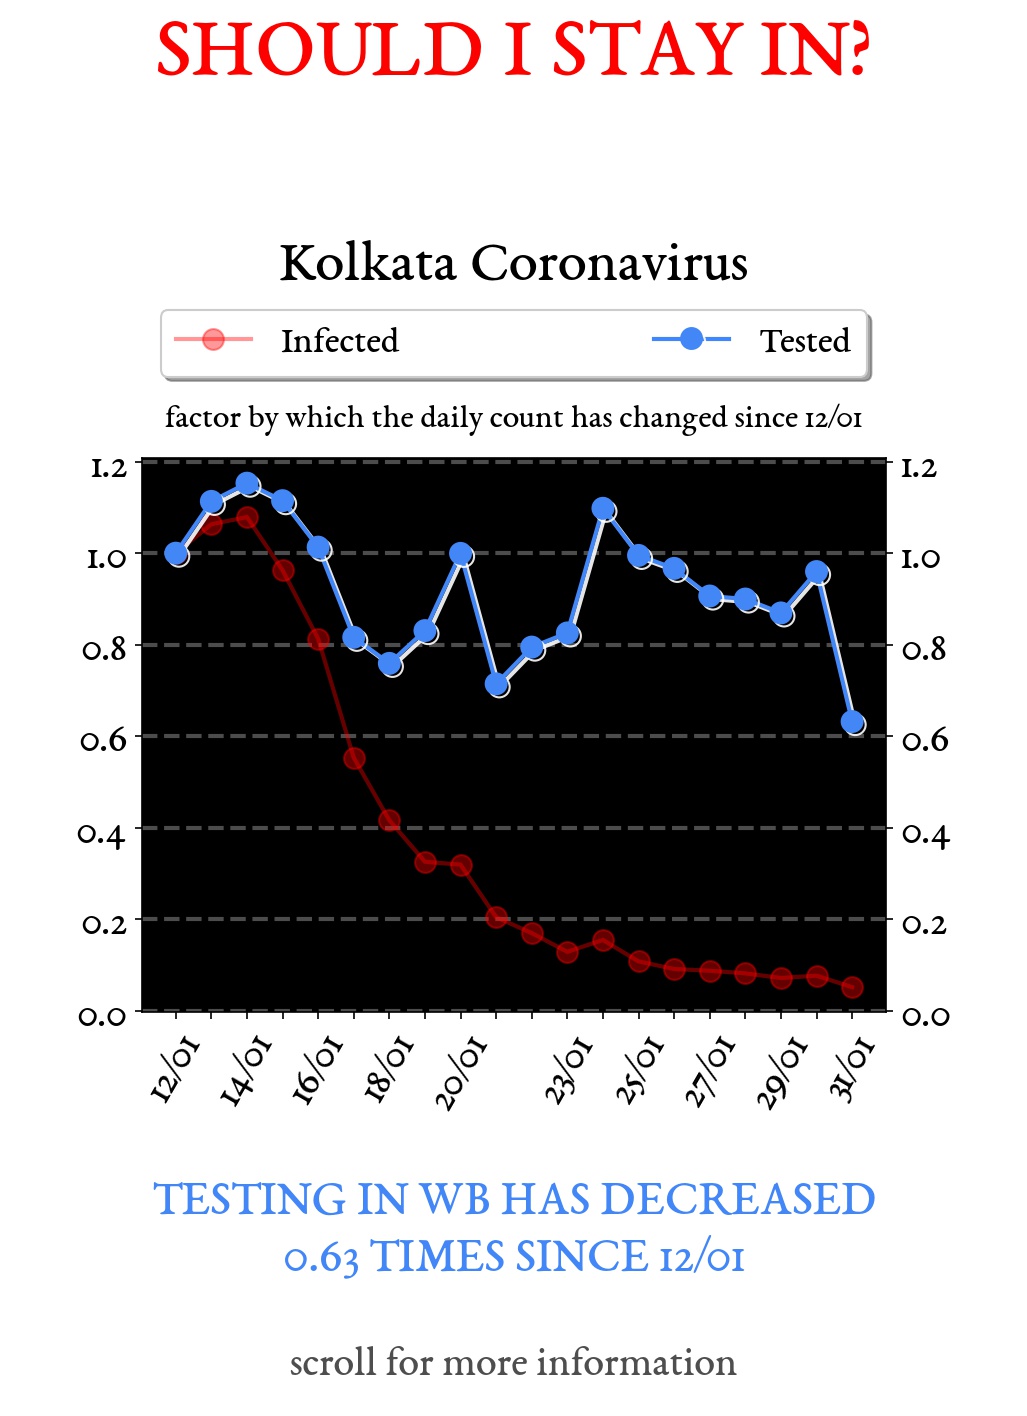 SHOULD I STAY IN?
Kolkata Coronavirus
Infected Tested
factor by which the daily count has changed since 12/01
1.2 1.2
1.0 1.0
0.8 0.8
0.6 0.6
0.4 0.4
0.2 0.2
0.0 0.0
12/01 14/01 16/01 18/01 20/01 23/01 25/01 27/01 29/01 31/01
TESTING IN WB HAS DECREASED
0.63 TIMES SINCE 12/01
scroll for more information